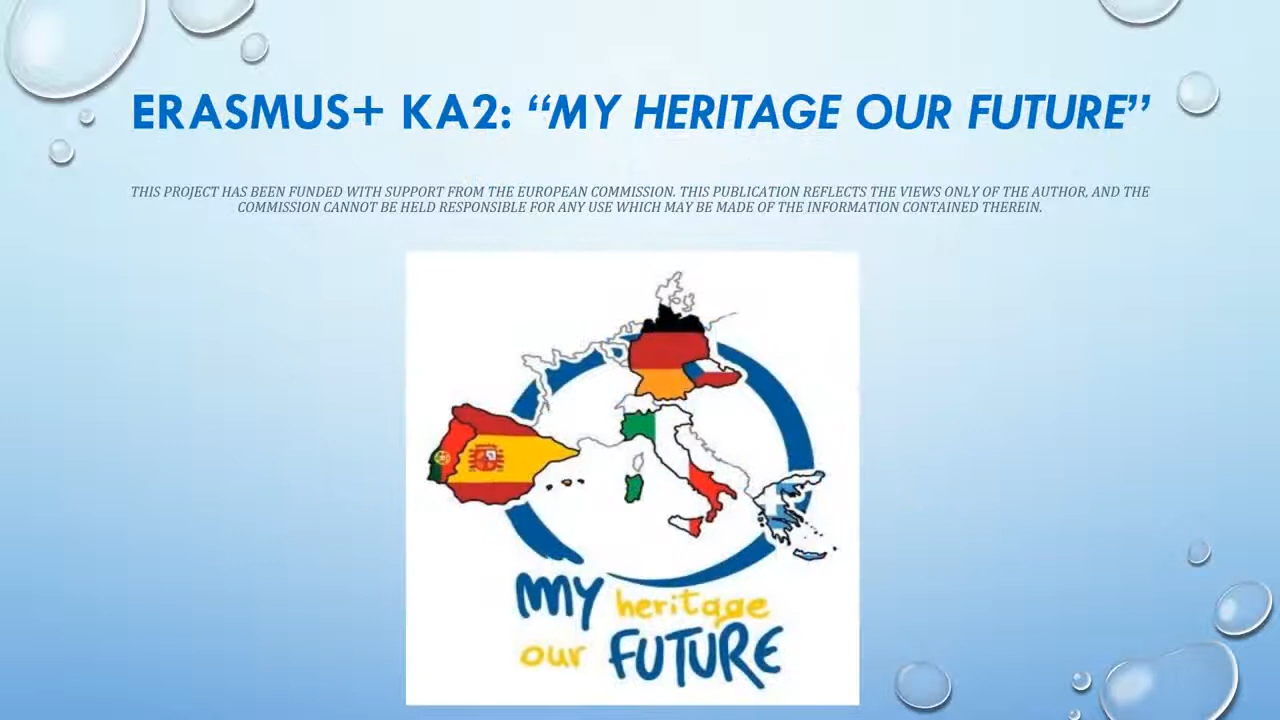 ERASMUS+ KA2: “MY HERITAGE OUR FUTURE”
THIS PROJECT HAS BEEN FUNDED WITH SUPPORT FROM THE EUROPEAN COMMISSION. THIS PUBLICATION REFLECTS THE VIEWS ONLY OF THE AUTHOR, AND THE
COMMISSION CANNOT BE HELD RESPONSIBLE FOR ANY USE WHICH MAY BE MADE OF THE INFORMATION CONTAINED THEREIN.
MY heritage
our FUTURE